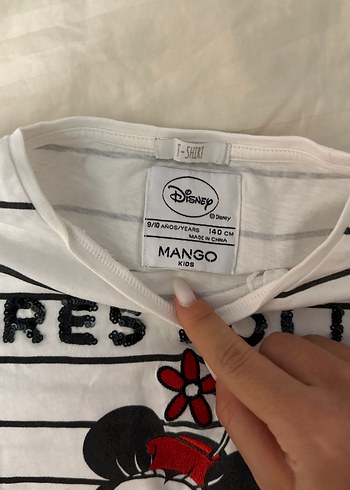 T-SHIRT
Disney
© Disney
9/10 AÑOS/YEARS 140 CM
MADE IN CHINA
MANGO
KIDS